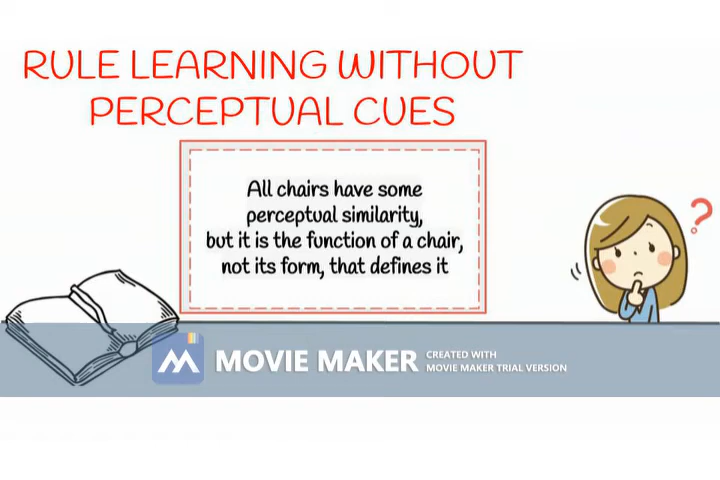 RULE LEARNING WITHOUT
PERCEPTUAL CUES
All chairs have some
perceptual similarity,
but it is the function of a chair,
not its form, that defines it
?
MOVIE MAKER
CREATED WITH
MOVIE MAKER TRIAL VERSION